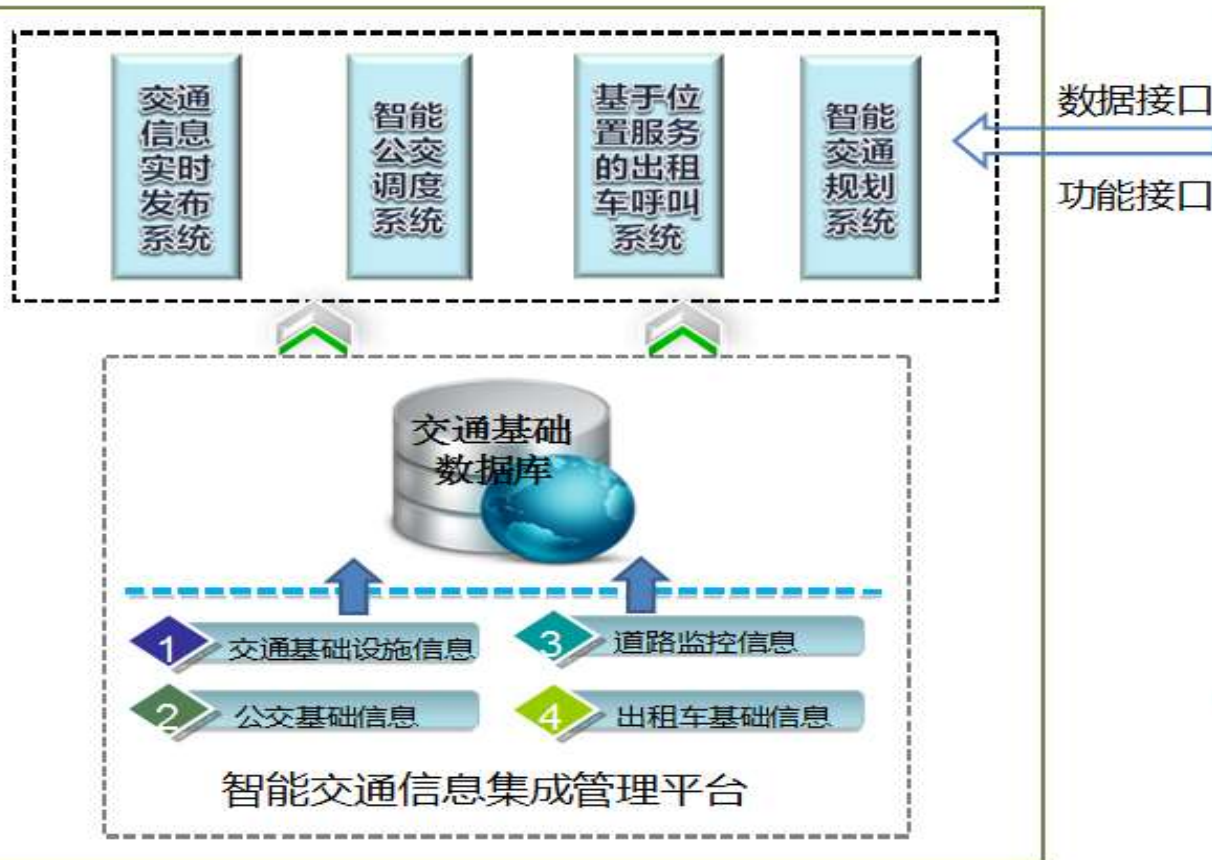 交通
信息
实时
发布
系统
智能
公交
调度
系统
基于位
置服务
的出租
车呼叫
系统
智能
交通
规划
系统
数据接口
功能接口
交通基础
数据库
1 交通基础设施信息
3 道路监控信息
2 公交基础信息
4 出租车基础信息
智能交通信息集成管理平台